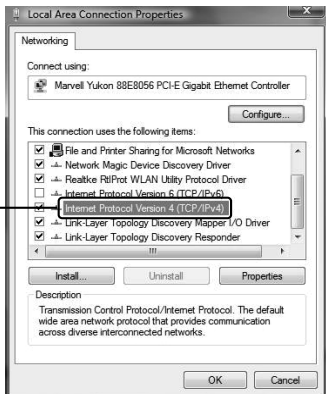 Local Area Connection Properties
Networking
Connect using:
Marvell Yukon 88E8056 PCI-E Gigabit Ethernet Controller
Configure...
This connection uses the following items:
File and Printer Sharing for Microsoft Networks
Network Magic Device Discovery Driver
Realtke RtlProt WLAN Utility Protocol Driver
Internet Protocol Version 6 (TCP/IPv6)
Internet Protocol Version 4 (TCP/IPv4)
Link-Layer Topology Discovery Mapper I/O Driver
Link-Layer Topology Discovery Responder
Install...
Uninstall
Properties
Description
Transmission Control Protocol/Internet Protocol. The default
wide area network protocol that provides communication
across diverse interconnected networks.
OK
Cancel